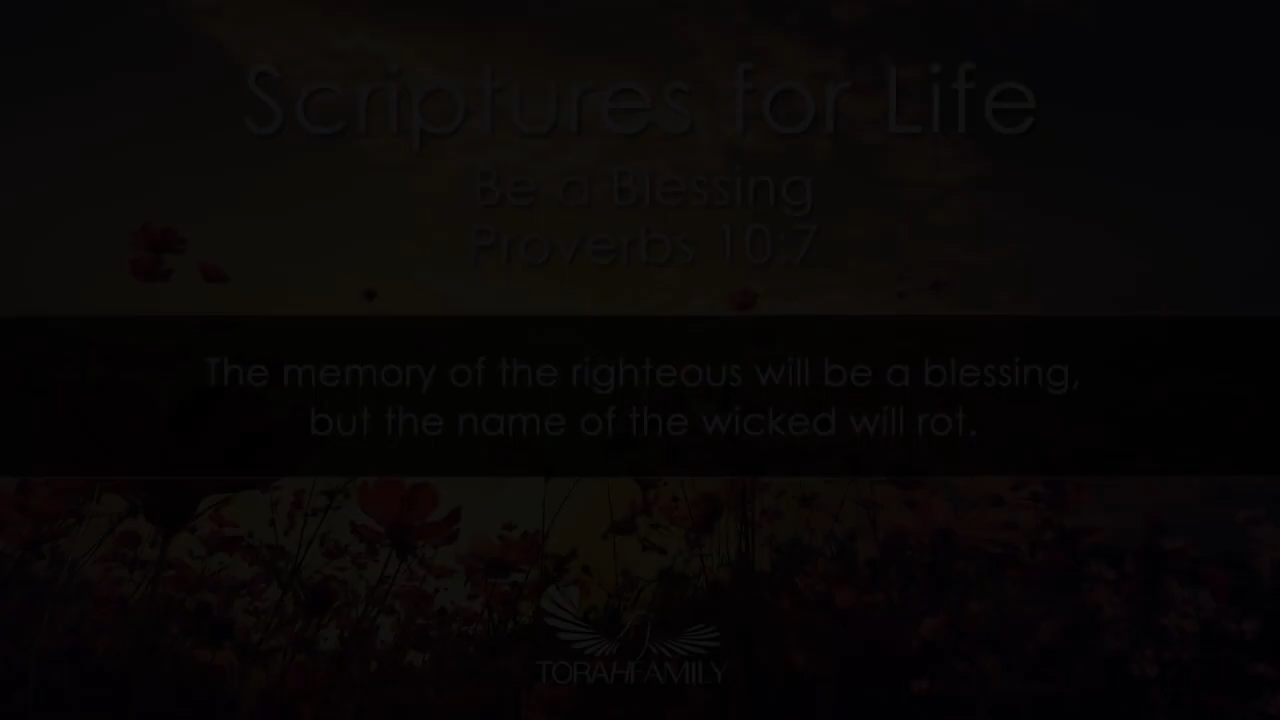 Scriptures for Life
Be a Blessing
Proverbs 10:7
The memory of the righteous will be a blessing,
but the name of the wicked will rot.
TORAHFAMILY